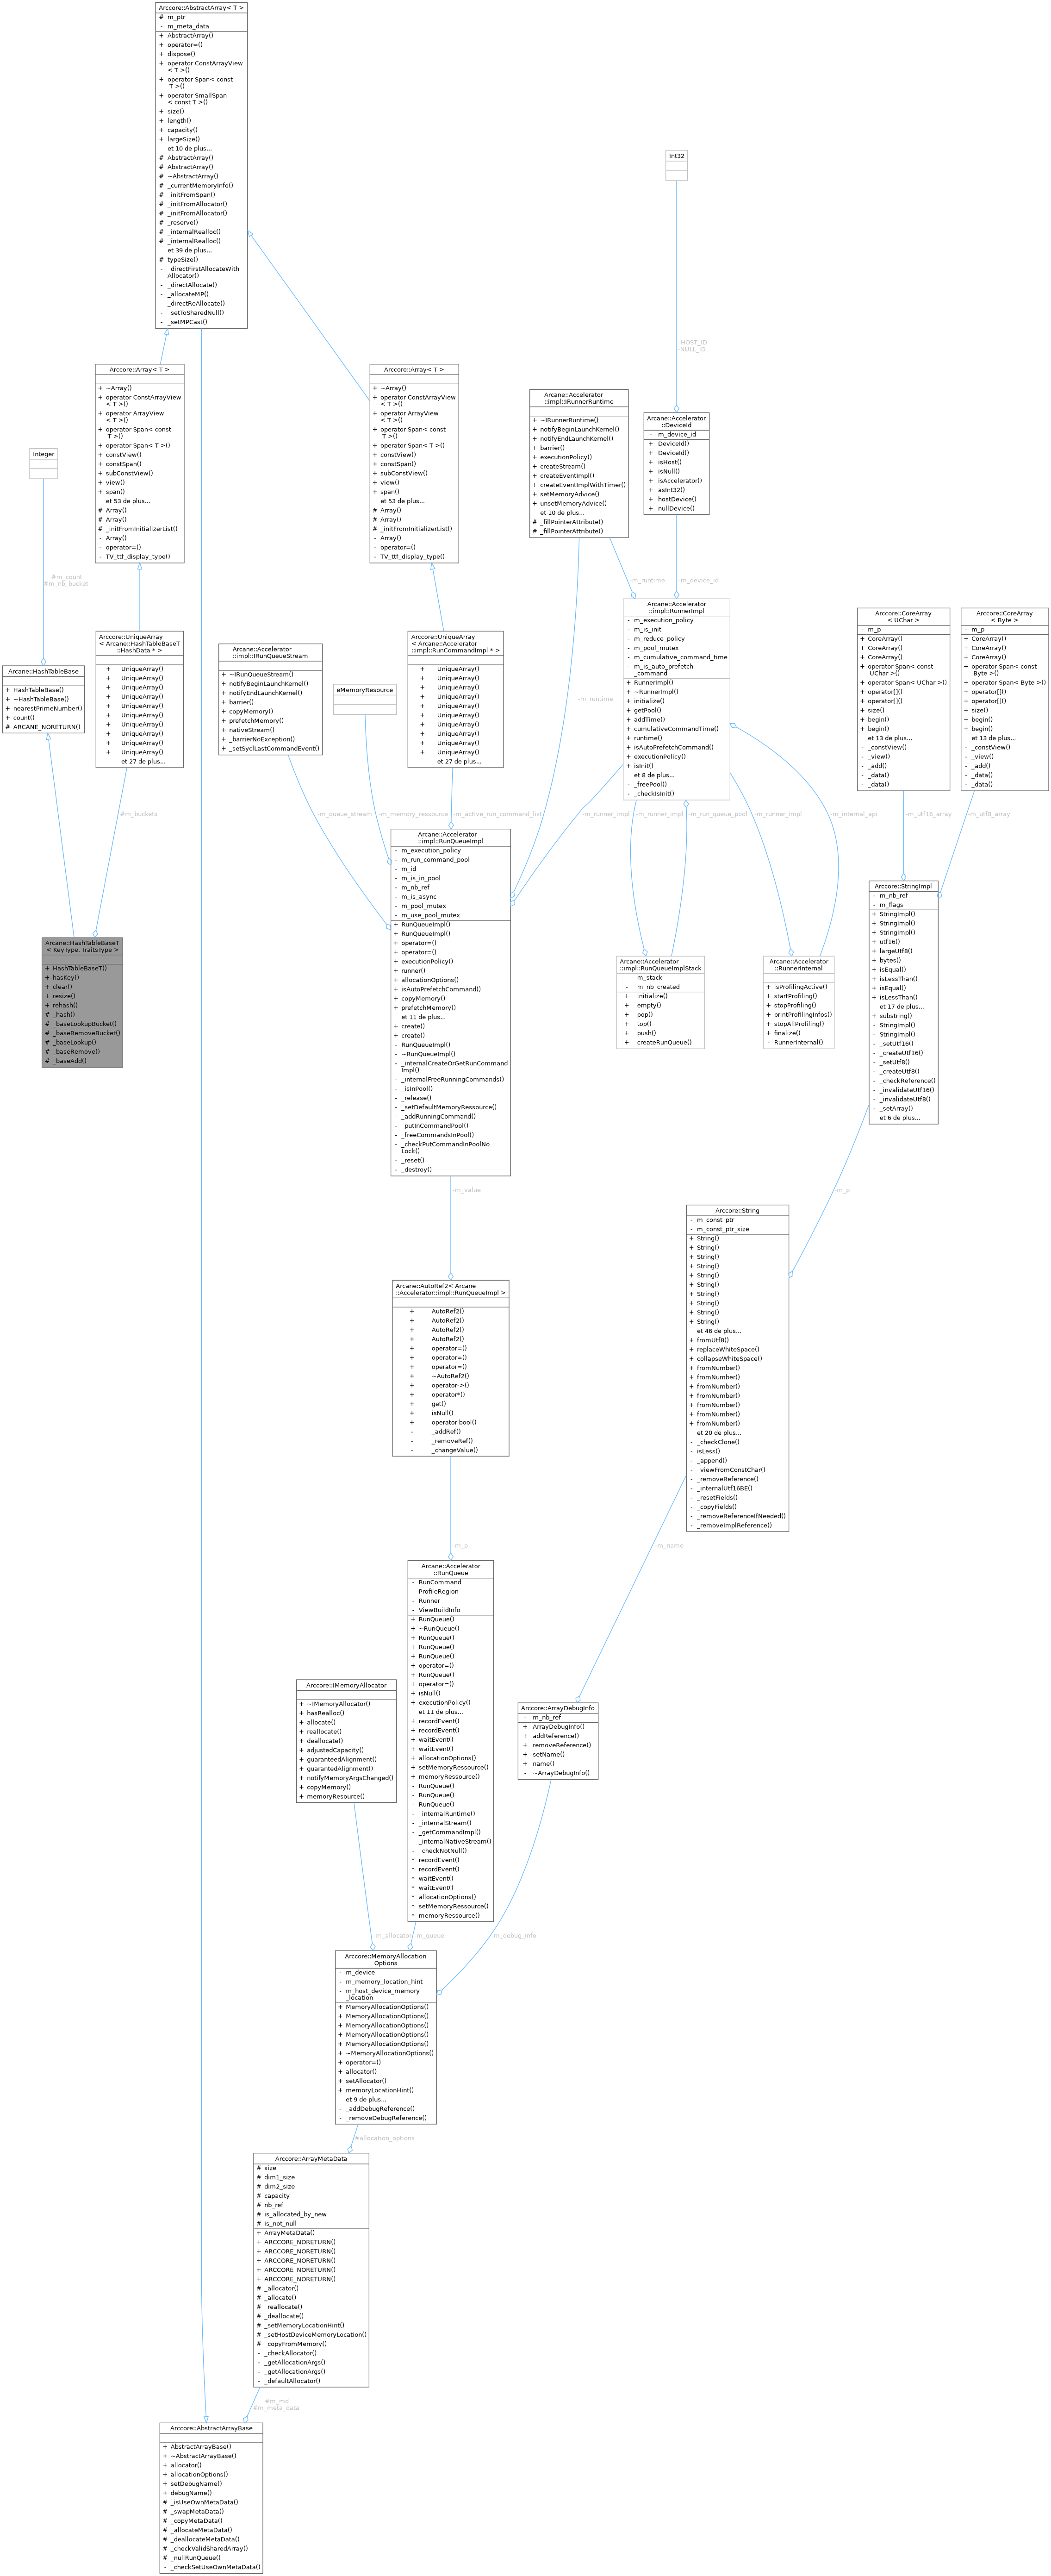 Arccore::AbstractArray< T >
# m_ptr
- m_meta_data
+ AbstractArray()
+ operator=()
+ dispose()
+ operator ConstArrayView
< T >()
+ operator Span< const
T >()
+ operator SmallSpan
< const T >()
+ size()
+ length()
+ capacity()
+ largeSize()
et 10 de plus...
# AbstractArray()
# AbstractArray()
# ~AbstractArray()
# _currentMemoryInfo()
# _initFromSpan()
# _initFromAllocator()
# _initFromAllocator()
# _reserve()
# _internalRealloc()
# _internalRealloc()
et 39 de plus...
# typeSize()
- _directFirstAllocateWith
Allocator()
- _directAllocate()
- _allocateMP()
- _directReAllocate()
- _setToSharedNull()
- _setMPCast()
Int32
-HOST_ID
-NULL_ID
Arccore::Array< T >
+ ~Array()
+ operator ConstArrayView
< T >()
+ operator ArrayView
< T >()
+ operator Span< const
T >()
+ operator Span< T >()
+ constView()
+ constSpan()
+ subConstView()
+ view()
+ span()
et 53 de plus...
# Array()
# Array()
# _initFromInitializerList()
- Array()
- operator=()
- TV_ttf_display_type()
Arccore::Array< T >
+ ~Array()
+ operator ConstArrayView
< T >()
+ operator ArrayView
< T >()
+ operator Span< const
T >()
+ operator Span< T >()
+ constView()
+ constSpan()
+ subConstView()
+ view()
+ span()
et 53 de plus...
# Array()
# Array()
# _initFromInitializerList()
- Array()
- operator=()
- TV_ttf_display_type()
Arcane::Accelerator
::impl::IRunnerRuntime
+ ~IRunnerRuntime()
+ notifyBeginLaunchKernel()
+ notifyEndLaunchKernel()
+ barrier()
+ executionPolicy()
+ createStream()
+ createEventImpl()
+ createEventImplWithTimer()
+ setMemoryAdvice()
+ unsetMemoryAdvice()
et 10 de plus...
# _fillPointerAttribute()
# _fillPointerAttribute()
Arcane::Accelerator
::DeviceId
- m_device_id
+ DeviceId()
+ DeviceId()
+ isHost()
+ isNull()
+ isAccelerator()
+ asInt32()
+ hostDevice()
+ nullDevice()
Integer
#m_count
#m_nb_bucket
-m_runtime
-m_device_id
Arcane::HashTableBase
+ HashTableBase()
+ ~HashTableBase()
+ nearestPrimeNumber()
+ count()
# ARCANE_NORETURN()
Arccore::UniqueArray
< Arcane::HashTableBaseT
::HashData * >
+ UniqueArray()
+ UniqueArray()
+ UniqueArray()
+ UniqueArray()
+ UniqueArray()
+ UniqueArray()
+ UniqueArray()
+ UniqueArray()
+ UniqueArray()
+ UniqueArray()
et 27 de plus...
Arcane::Accelerator
::impl::IRunQueueStream
+ ~IRunQueueStream()
+ notifyBeginLaunchKernel()
+ notifyEndLaunchKernel()
+ barrier()
+ copyMemory()
+ prefetchMemory()
+ nativeStream()
+ _barrierNoException()
+ _setSyclLastCommandEvent()
eMemoryResource
Arccore::UniqueArray
< Arcane::Accelerator
::impl::RunCommandImpl * >
+ UniqueArray()
+ UniqueArray()
+ UniqueArray()
+ UniqueArray()
+ UniqueArray()
+ UniqueArray()
+ UniqueArray()
+ UniqueArray()
+ UniqueArray()
+ UniqueArray()
et 27 de plus...
-m_runtime
Arcane::Accelerator
::impl::RunnerImpl
- m_execution_policy
- m_is_init
- m_reduce_policy
- m_pool_mutex
- m_cumulative_command_time
- m_is_auto_prefetch
_command
+ RunnerImpl()
+ ~RunnerImpl()
+ initialize()
+ getPool()
+ addTime()
+ cumulativeCommandTime()
+ runtime()
+ isAutoPrefetchCommand()
+ executionPolicy()
+ isInit()
et 8 de plus...
- _freePool()
- _checkIsInit()
Arccore::CoreArray
< UChar >
- m_p
+ CoreArray()
+ CoreArray()
+ CoreArray()
+ operator Span< const
UChar >()
+ operator Span< UChar >()
+ operator[]()
+ operator[]()
+ size()
+ begin()
+ begin()
et 13 de plus...
- _constView()
- _view()
- _add()
- _data()
- _data()
Arccore::CoreArray
< Byte >
- m_p
+ CoreArray()
+ CoreArray()
+ CoreArray()
+ operator Span< const
Byte >()
+ operator Span< Byte >()
+ operator[]()
+ operator[]()
+ size()
+ begin()
+ begin()
et 13 de plus...
- _constView()
- _view()
- _add()
- _data()
- _data()
#m_buckets
-m_queue_stream
-m_memory_ressource
-m_active_run_command_list
-m_runner_impl
-m_runner_impl
-m_run_queue_pool
-m_runner_impl
-m_internal_api
-m_utf16_array
-m_utf8_array
Arcane::HashTableBaseT
< KeyType, TraitsType >
+ HashTableBaseT()
+ hasKey()
+ clear()
+ resize()
+ rehash()
# _hash()
# _baseLookupBucket()
# _baseRemoveBucket()
# _baseLookup()
# _baseRemove()
# _baseAdd()
Arcane::Accelerator
::impl::RunQueueImpl
- m_execution_policy
- m_run_command_pool
- m_id
- m_is_in_pool
- m_nb_ref
- m_is_async
- m_pool_mutex
- m_use_pool_mutex
+ RunQueueImpl()
+ RunQueueImpl()
+ operator=()
+ operator=()
+ executionPolicy()
+ runner()
+ allocationOptions()
+ isAutoPrefetchCommand()
+ copyMemory()
+ prefetchMemory()
et 11 de plus...
+ create()
+ create()
- RunQueueImpl()
- ~RunQueueImpl()
- _internalCreateOrGetRunCommand
Impl()
- _internalFreeRunningCommands()
- _isInPool()
- _release()
- _setDefaultMemoryRessource()
- _addRunningCommand()
- _putInCommandPool()
- _freeCommandsInPool()
- _checkPutCommandInPoolNo
Lock()
- _reset()
- _destroy()
Arcane::Accelerator
::impl::RunQueueImplStack
- m_stack
- m_nb_created
+ initialize()
+ empty()
+ pop()
+ top()
+ push()
+ createRunQueue()
Arcane::Accelerator
::RunnerInternal
+ isProfilingActive()
+ startProfiling()
+ stopProfiling()
+ printProfilingInfos()
+ stopAllProfiling()
+ finalize()
- RunnerInternal()
Arccore::StringImpl
- m_nb_ref
- m_flags
+ StringImpl()
+ StringImpl()
+ StringImpl()
+ utf16()
+ largeUtf8()
+ bytes()
+ isEqual()
+ isLessThan()
+ isEqual()
+ isLessThan()
et 17 de plus...
+ substring()
- StringImpl()
- StringImpl()
- _setUtf16()
- _createUtf16()
- _setUtf8()
- _createUtf8()
- _checkReference()
- _invalidateUtf16()
- _invalidateUtf8()
- _setArray()
et 6 de plus...
-m_value
-m_p
Arccore::String
- m_const_ptr
- m_const_ptr_size
+ String()
+ String()
+ String()
+ String()
+ String()
+ String()
+ String()
+ String()
+ String()
+ String()
et 46 de plus...
+ fromUtf8()
+ replaceWhiteSpace()
+ collapseWhiteSpace()
+ fromNumber()
+ fromNumber()
+ fromNumber()
+ fromNumber()
+ fromNumber()
+ fromNumber()
+ fromNumber()
et 20 de plus...
- _checkClone()
- isLess()
- _append()
- _viewFromConstChar()
- _removeReference()
- _internalUtf16BE()
- _resetFields()
- _copyFields()
- _removeReferenceIfNeeded()
- _removeImplReference()
Arcane::AutoRef2< Arcane
::Accelerator::impl::RunQueueImpl >
+ AutoRef2()
+ AutoRef2()
+ AutoRef2()
+ AutoRef2()
+ operator=()
+ operator=()
+ operator=()
+ ~AutoRef2()
+ operator->()
+ operator*()
+ get()
+ isNull()
+ operator bool()
- _addRef()
- _removeRef()
- _changeValue()
-m_p
-m_name
Arcane::Accelerator
::RunQueue
- RunCommand
- ProfileRegion
- Runner
- ViewBuildInfo
+ RunQueue()
+ ~RunQueue()
+ RunQueue()
+ RunQueue()
+ RunQueue()
+ operator=()
+ RunQueue()
+ operator=()
+ isNull()
+ executionPolicy()
et 11 de plus...
+ recordEvent()
+ recordEvent()
+ waitEvent()
+ waitEvent()
+ allocationOptions()
+ setMemoryRessource()
+ memoryRessource()
- RunQueue()
- RunQueue()
- RunQueue()
- _internalRuntime()
- _internalStream()
- _getCommandImpl()
- _internalNativeStream()
- _checkNotNull()
* recordEvent()
* recordEvent()
* waitEvent()
* waitEvent()
* allocationOptions()
* setMemoryRessource()
* memoryRessource()
Arccore::IMemoryAllocator
+ ~IMemoryAllocator()
+ hasRealloc()
+ allocate()
+ reallocate()
+ deallocate()
+ adjustedCapacity()
+ guaranteedAlignment()
+ guarantedAlignment()
+ notifyMemoryArgsChanged()
+ copyMemory()
+ memoryResource()
Arccore::ArrayDebugInfo
- m_nb_ref
+ ArrayDebugInfo()
+ addReference()
+ removeReference()
+ setName()
+ name()
- ~ArrayDebugInfo()
-m_allocator
-m_queue
-m_debug_info
Arccore::MemoryAllocation
Options
- m_device
- m_memory_location_hint
- m_host_device_memory
_location
+ MemoryAllocationOptions()
+ MemoryAllocationOptions()
+ MemoryAllocationOptions()
+ MemoryAllocationOptions()
+ MemoryAllocationOptions()
+ ~MemoryAllocationOptions()
+ operator=()
+ allocator()
+ setAllocator()
+ memoryLocationHint()
et 9 de plus...
- _addDebugReference()
- _removeDebugReference()
#allocation_options
Arccore::ArrayMetaData
# size
# dim1_size
# dim2_size
# capacity
# nb_ref
# is_allocated_by_new
# is_not_null
+ ArrayMetaData()
+ ARCCORE_NORETURN()
+ ARCCORE_NORETURN()
+ ARCCORE_NORETURN()
+ ARCCORE_NORETURN()
+ ARCCORE_NORETURN()
# _allocator()
# _allocate()
# _reallocate()
# _deallocate()
# _setMemoryLocationHint()
# _setHostDeviceMemoryLocation()
# _copyFromMemory()
- _checkAllocator()
- _getAllocationArgs()
- _getAllocationArgs()
- _defaultAllocator()
#m_md
#m_meta_data
Arccore::AbstractArrayBase
+ AbstractArrayBase()
+ ~AbstractArrayBase()
+ allocator()
+ allocationOptions()
+ setDebugName()
+ debugName()
# _isUseOwnMetaData()
# _swapMetaData()
# _copyMetaData()
# _allocateMetaData()
# _deallocateMetaData()
# _checkValidSharedArray()
# _nullRunQueue()
- _checkSetUseOwnMetaData()